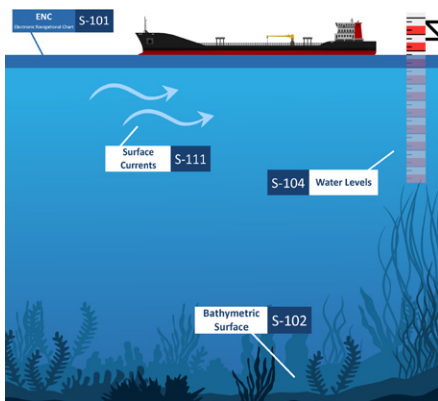 ENC
Electronic Navigational Chart
S-101
Surface
Currents
S-111
S-104
Water Levels
Bathymetric
Surface
S-102